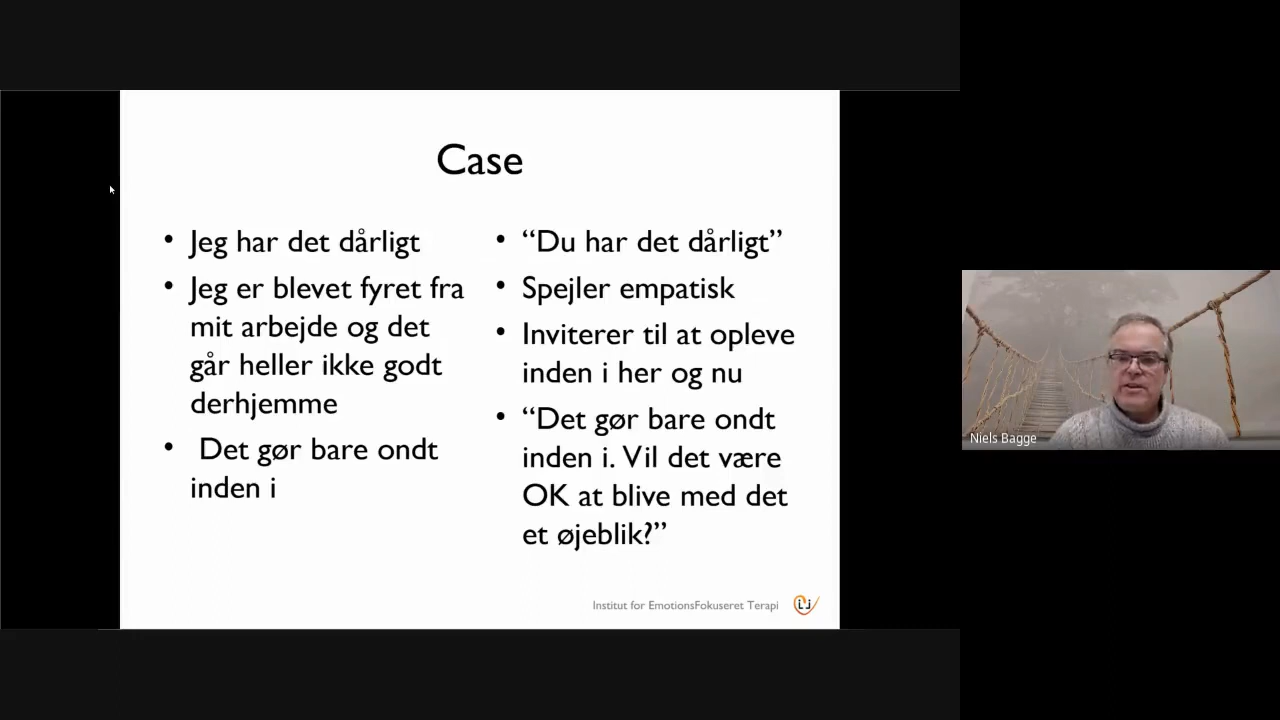 Case
• Jeg har det dårligt
• Jeg er blevet fyret fra
mit arbejde og det
går heller ikke godt
derhjemme
• Det gør bare ondt
inden i
• “Du har det dårligt”
• Spejler empatisk
• Inviterer til at opleve
inden i her og nu
• “Det gør bare ondt
inden i. Vil det være
OK at blive med det
et øjeblik?”
Institut for EmotionsFokuseret Terapi
Niels Bagge